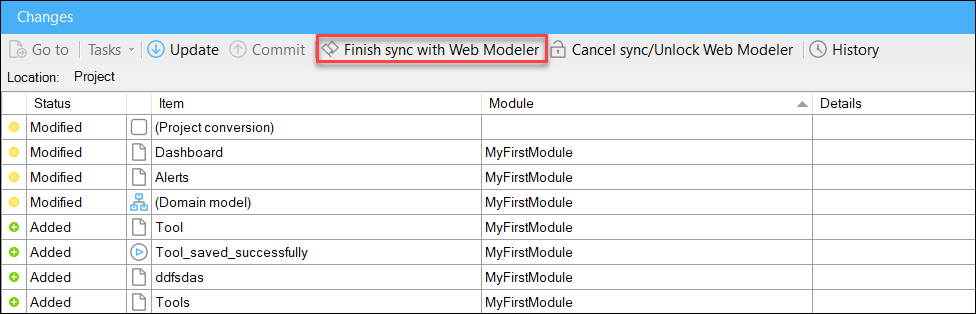 Changes
Go to Tasks Update Commit Finish sync with Web Modeler Cancel sync/Unlock Web Modeler History
Location: Project
Status Item Module Details
Modified (Project conversion)
Modified Dashboard MyFirstModule
Modified Alerts MyFirstModule
Modified (Domain model) MyFirstModule
Added Tool MyFirstModule
Added Tool_saved_successfully MyFirstModule
Added ddfsdas MyFirstModule
Added Tools MyFirstModule